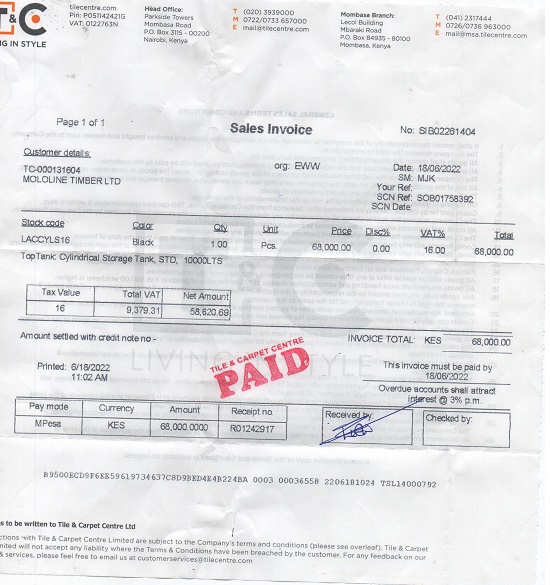 T&C
ING IN STYLE
tilecentre.com
Pin: P051142421G
VAT: 0122763N
Head Office:
Parkside Towers
Mombasa Road
P.O. Box 3115 - 00200
Nairobi, Kenya
T (020) 3939000
M 0722/0733 657000
E mail@tilecentre.com
Mombasa Branch:
Lecol Building
Mbaraki Road
P.O. Box 84935 - 80100
Mombasa, Kenya
T (041) 2317444
M 0726/0736 963000
E mail@msa.tilecentre.com
Page 1 of 1
Sales Invoice
No: SIB02261404
Customer details:
TC-000131604
MOLOLINE TIMBER LTD
org: EWW
Date: 18/06/2022
SM: MJK
Your Ref:
SCN Ref: SOB01758392
SCN Date:
Stock code Color Qty Unit Price Disc% VAT% Total
LACCYLS16 Black 1.00 Pcs. 68,000.00 0.00 16.00 68,000.00
TopTank: Cylindrical Storage Tank, STD, 10000LTS
Tax Value Total VAT Net Amount
16 9,379.31 58,620.69
Amount settled with credit note no -
INVOICE TOTAL: KES 68,000.00
TILE & CARPET CENTRE
PAID
LIVING IN STYLE
Printed: 6/18/2022
11:02 AM
This invoice must be paid by
18/06/2022
Overdue accounts shall attract
interest @ 3% p.m.
Pay mode Currency Amount Receipt no.
MPesa KES 68,000.0000 R01242917
Received by:
Checked by:
B9500ECD9F6EE59619734637C8D9BED4E4B224BA 0003 00036558 2206181024 TSL14000792
s to be written to Tile & Carpet Centre Ltd
ctions with Tile & Carpet Centre Limited are subject to the Company's terms and conditions (please see overleaf). Tile & Carpet
mited will not accept any liability where the Terms & Conditions have been breached by the customer. For any feedback on our
& services, please feel free to email us at customerservices@tilecentre.com